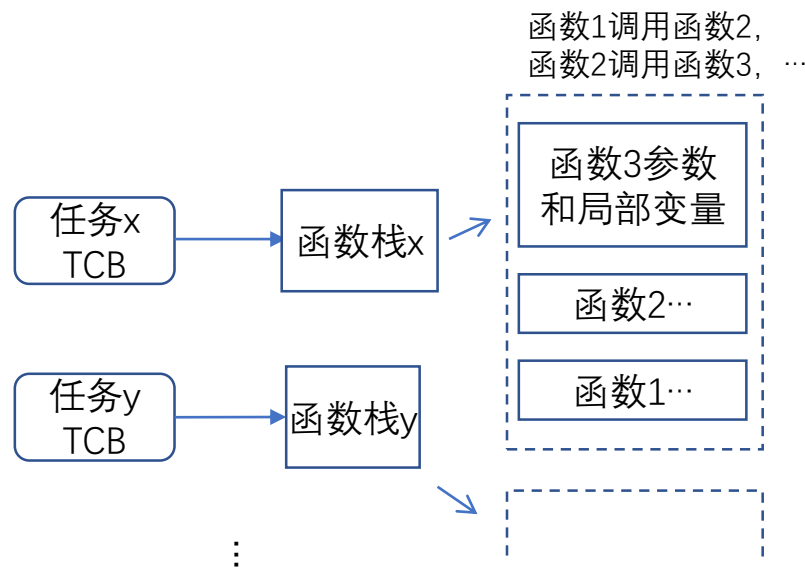 函数1调用函数2,
函数2调用函数3, …
函数3参数
和局部变量
任务x
TCB
函数栈x
函数2…
函数1…
任务y
TCB
函数栈y
⋮